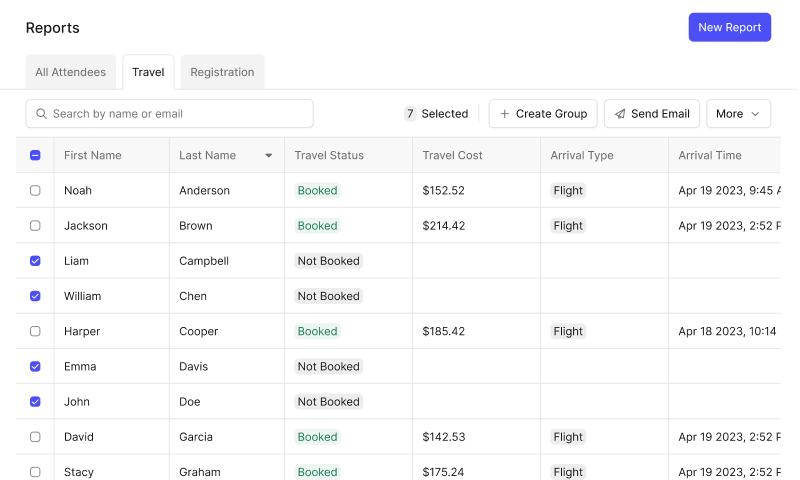 Reports
New Report
All Attendees Travel Registration
Search by name or email 7 Selected Create Group Send Email More
First Name Last Name Travel Status Travel Cost Arrival Type Arrival Time
Noah Anderson Booked $152.52 Flight Apr 19 2023, 9:45 A
Jackson Brown Booked $214.42 Flight Apr 19 2023, 2:52 P
Liam Campbell Not Booked
William Chen Not Booked
Harper Cooper Booked $185.42 Flight Apr 18 2023, 10:14
Emma Davis Not Booked
John Doe Not Booked
David Garcia Booked $142.53 Flight Apr 19 2023, 2:52 P
Stacy Graham Booked $175.24 Flight Apr 19 2023, 2:52 P